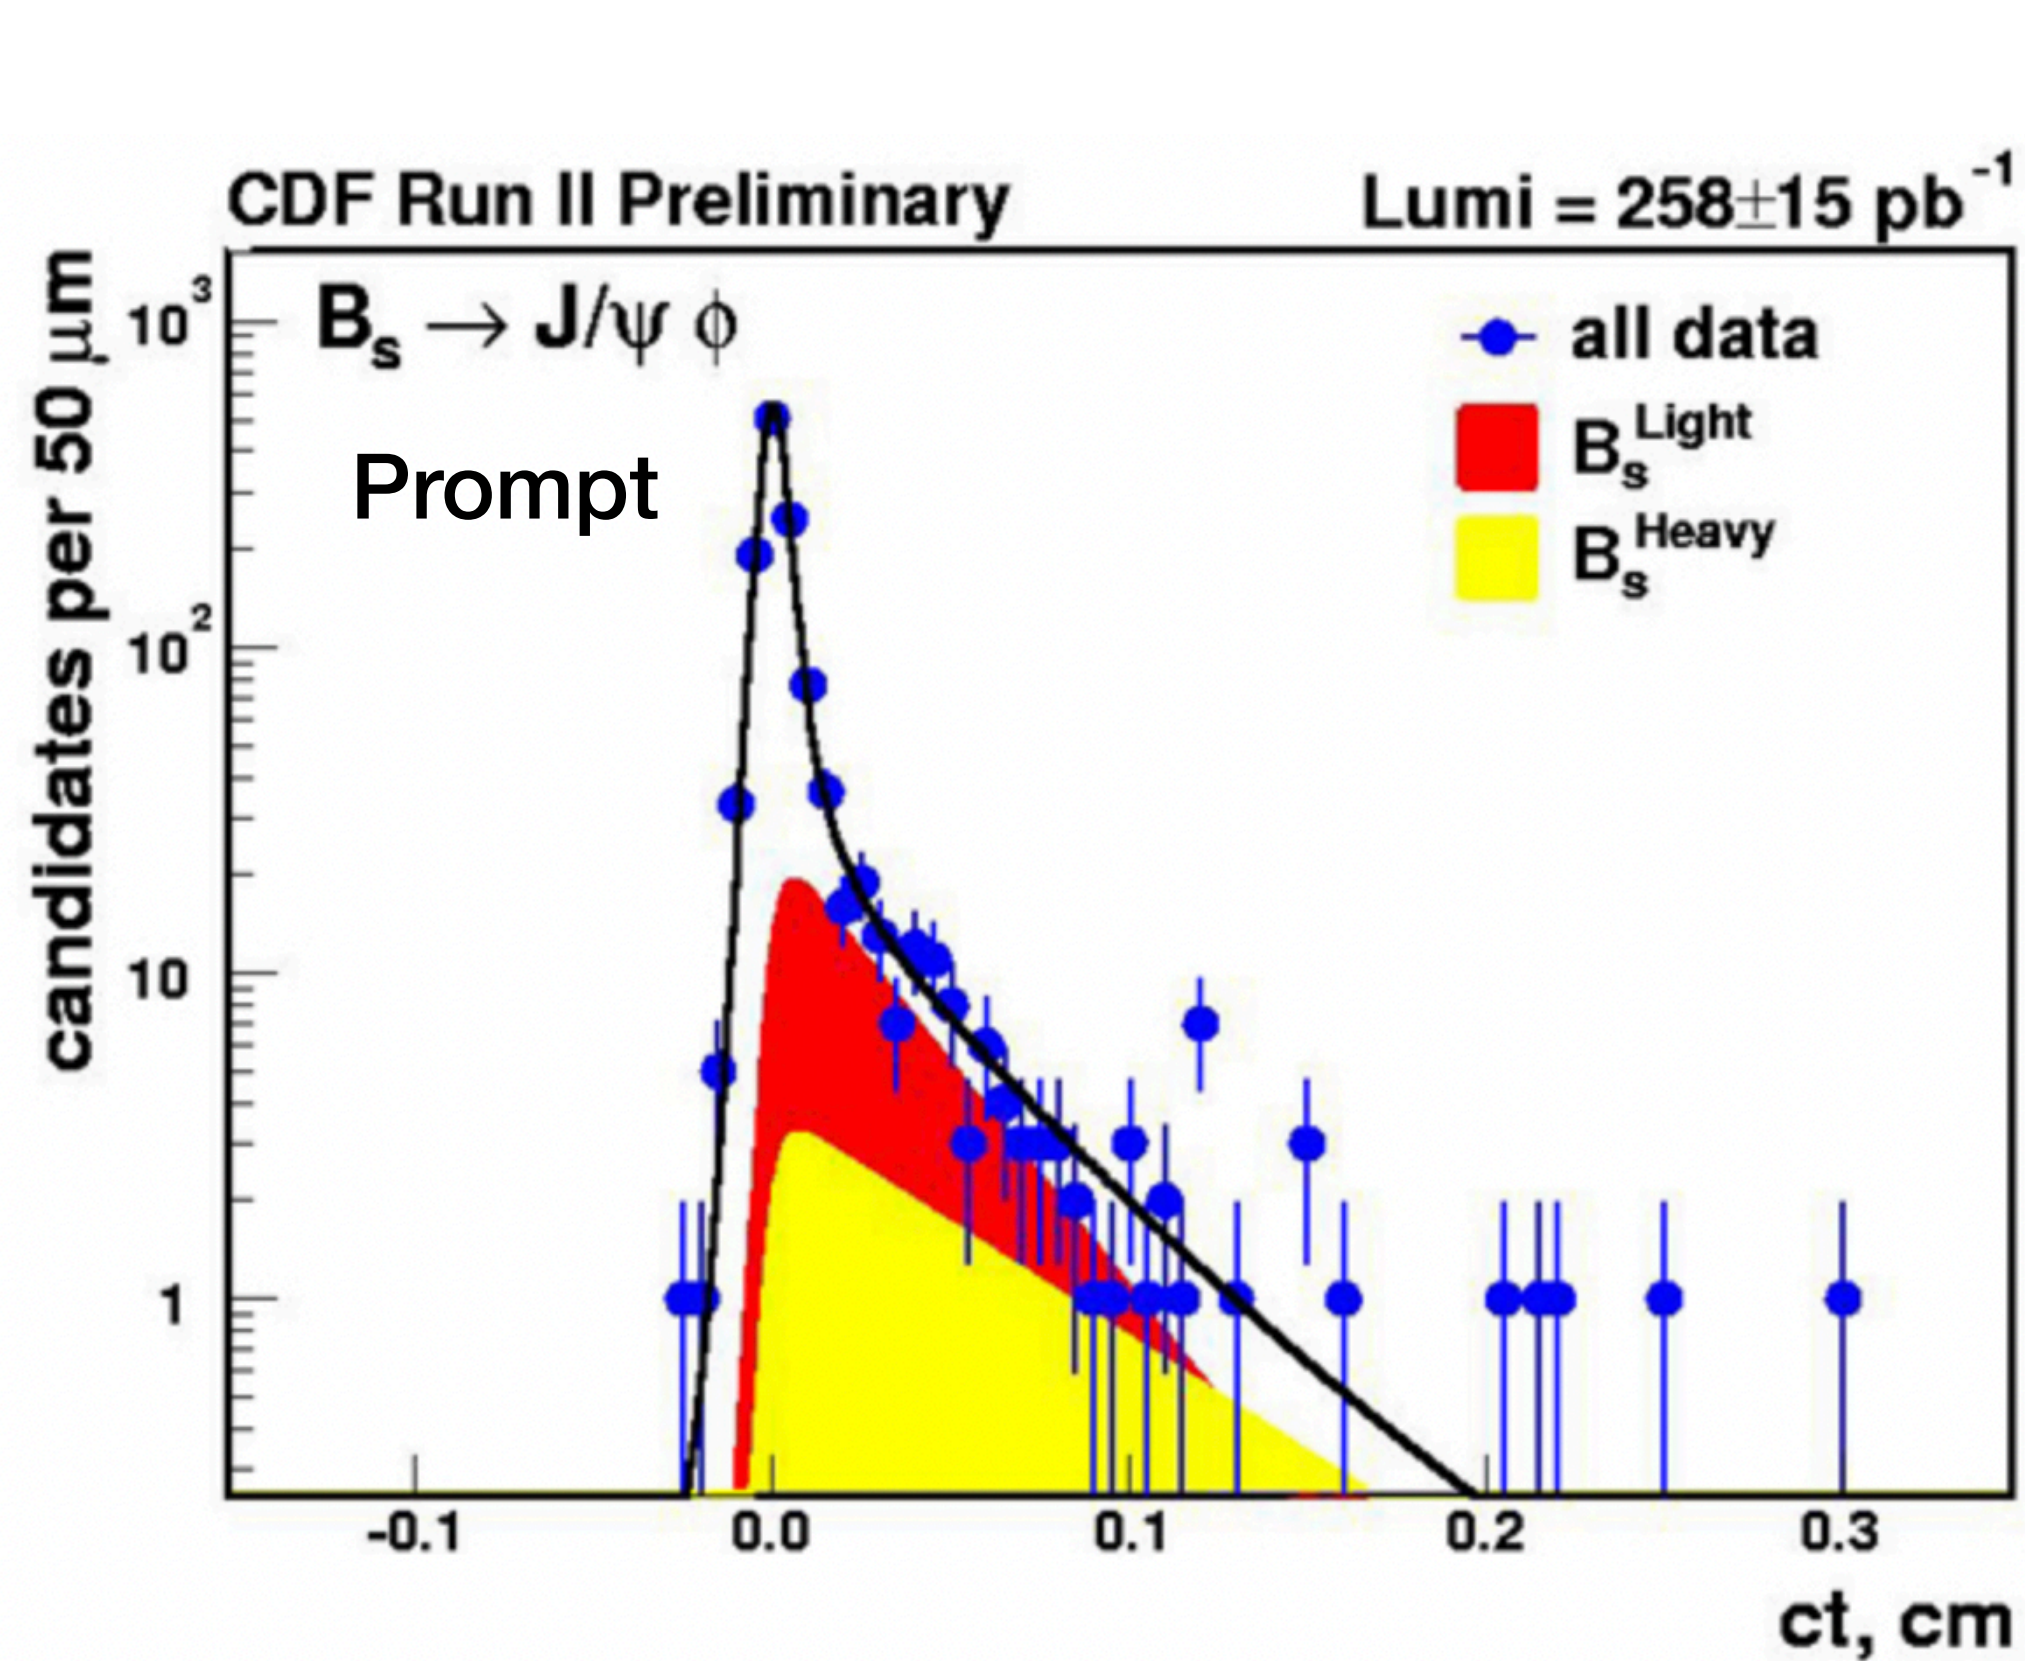 CDF Run II Preliminary
Lumi = 258±15 pb⁻¹
candidates per 50 μm
10³
10²
10
1
B_s → J/ψ ϕ
Prompt
all data
B_s^Light
B_s^Heavy
-0.1
0.0
0.1
0.2
0.3
ct, cm